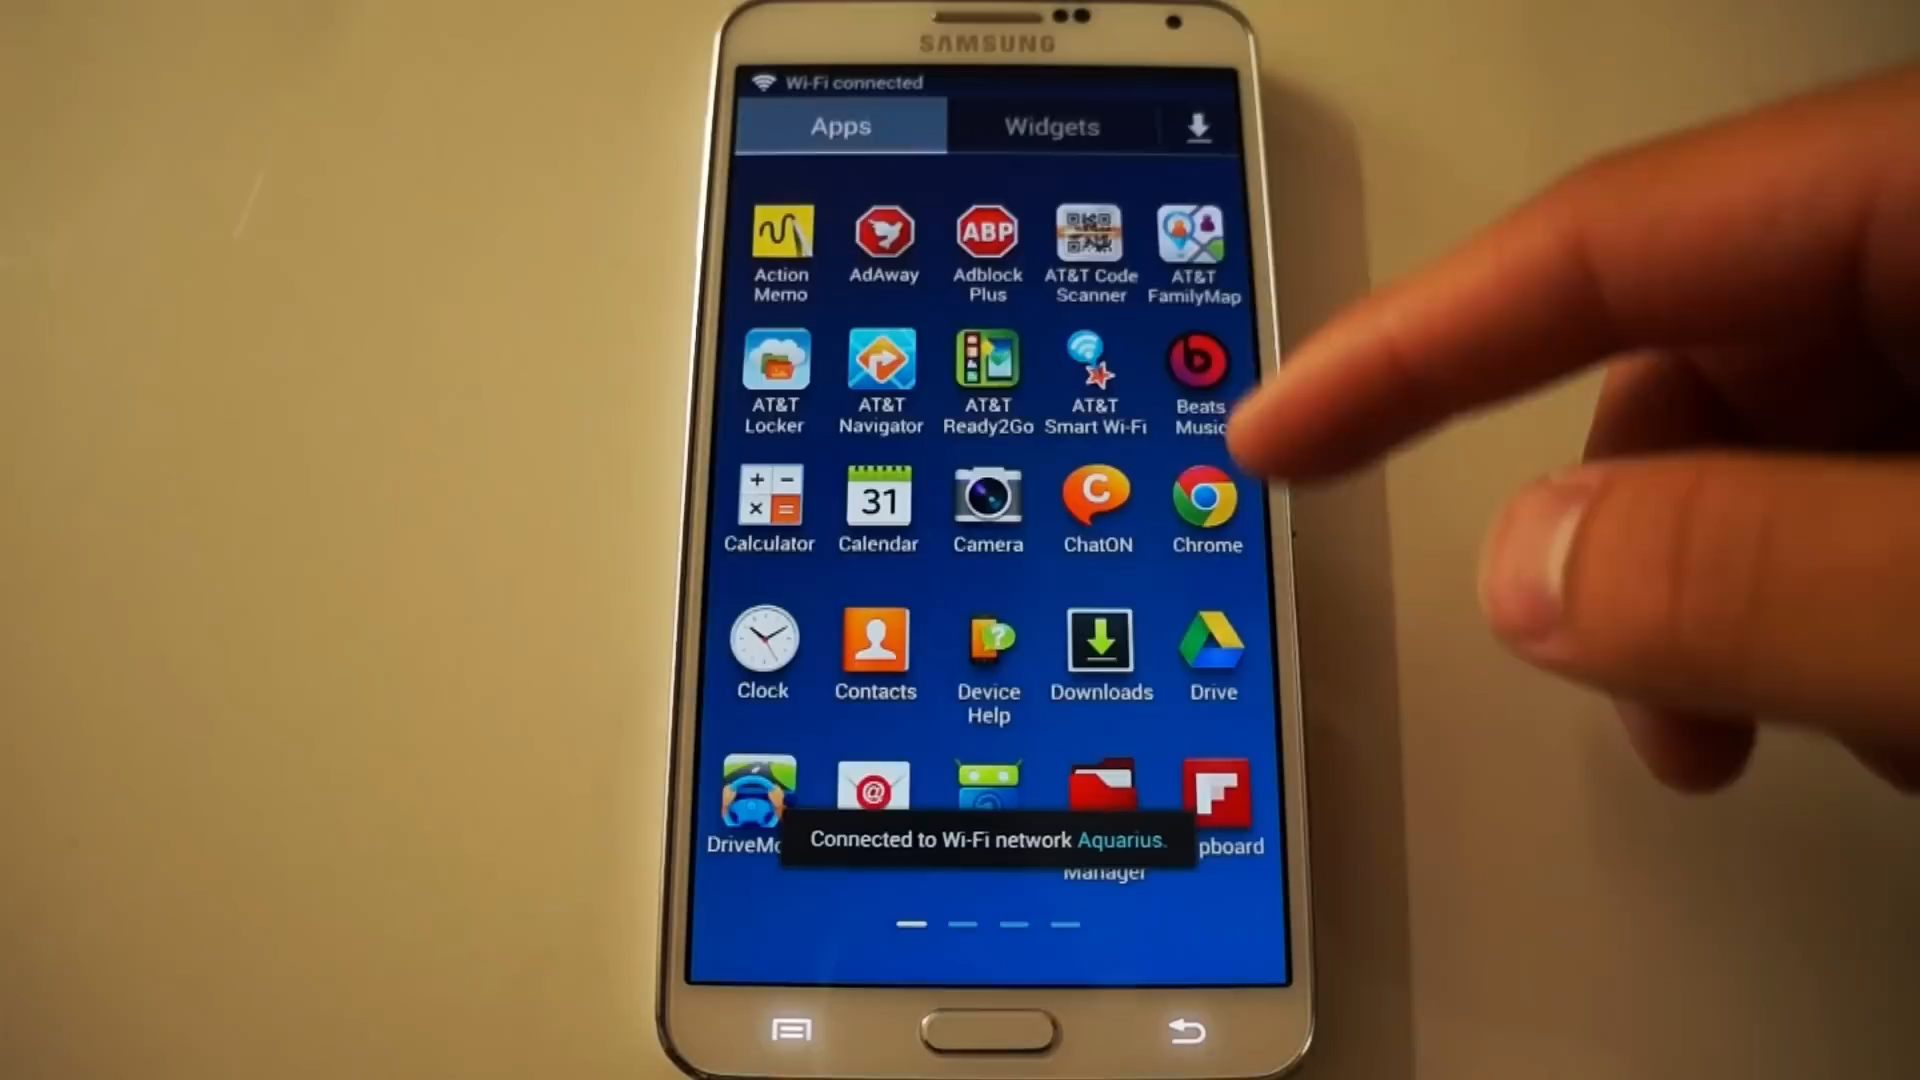 SAMSUNG
Wi-Fi connected
Apps
Widgets
Action
Memo
AdAway
ABP
Adblock
Plus
AT&T Code
Scanner
AT&T
FamilyMap
AT&T
Locker
AT&T
Navigator
AT&T
Ready2Go
AT&T
Smart Wi-Fi
b
Beats
Music
+ −
× =
Calculator
31
Calendar
Camera
C
ChatON
Chrome
Clock
Contacts
?
Device
Help
Downloads
Drive
DriveMo
@
pboard
Connected to Wi-Fi network Aquarius.
Manager